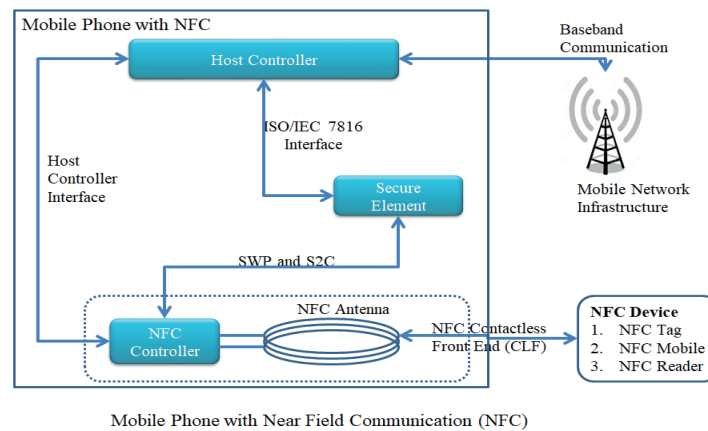 Mobile Phone with NFC
Host Controller
Baseband
Communication
ISO/IEC 7816
Interface
Host
Controller
Interface
Secure
Element
Mobile Network
Infrastructure
SWP and S2C
NFC Antenna
NFC
Controller
NFC Contactless
Front End (CLF)
NFC Device
1. NFC Tag
2. NFC Mobile
3. NFC Reader
Mobile Phone with Near Field Communication (NFC)